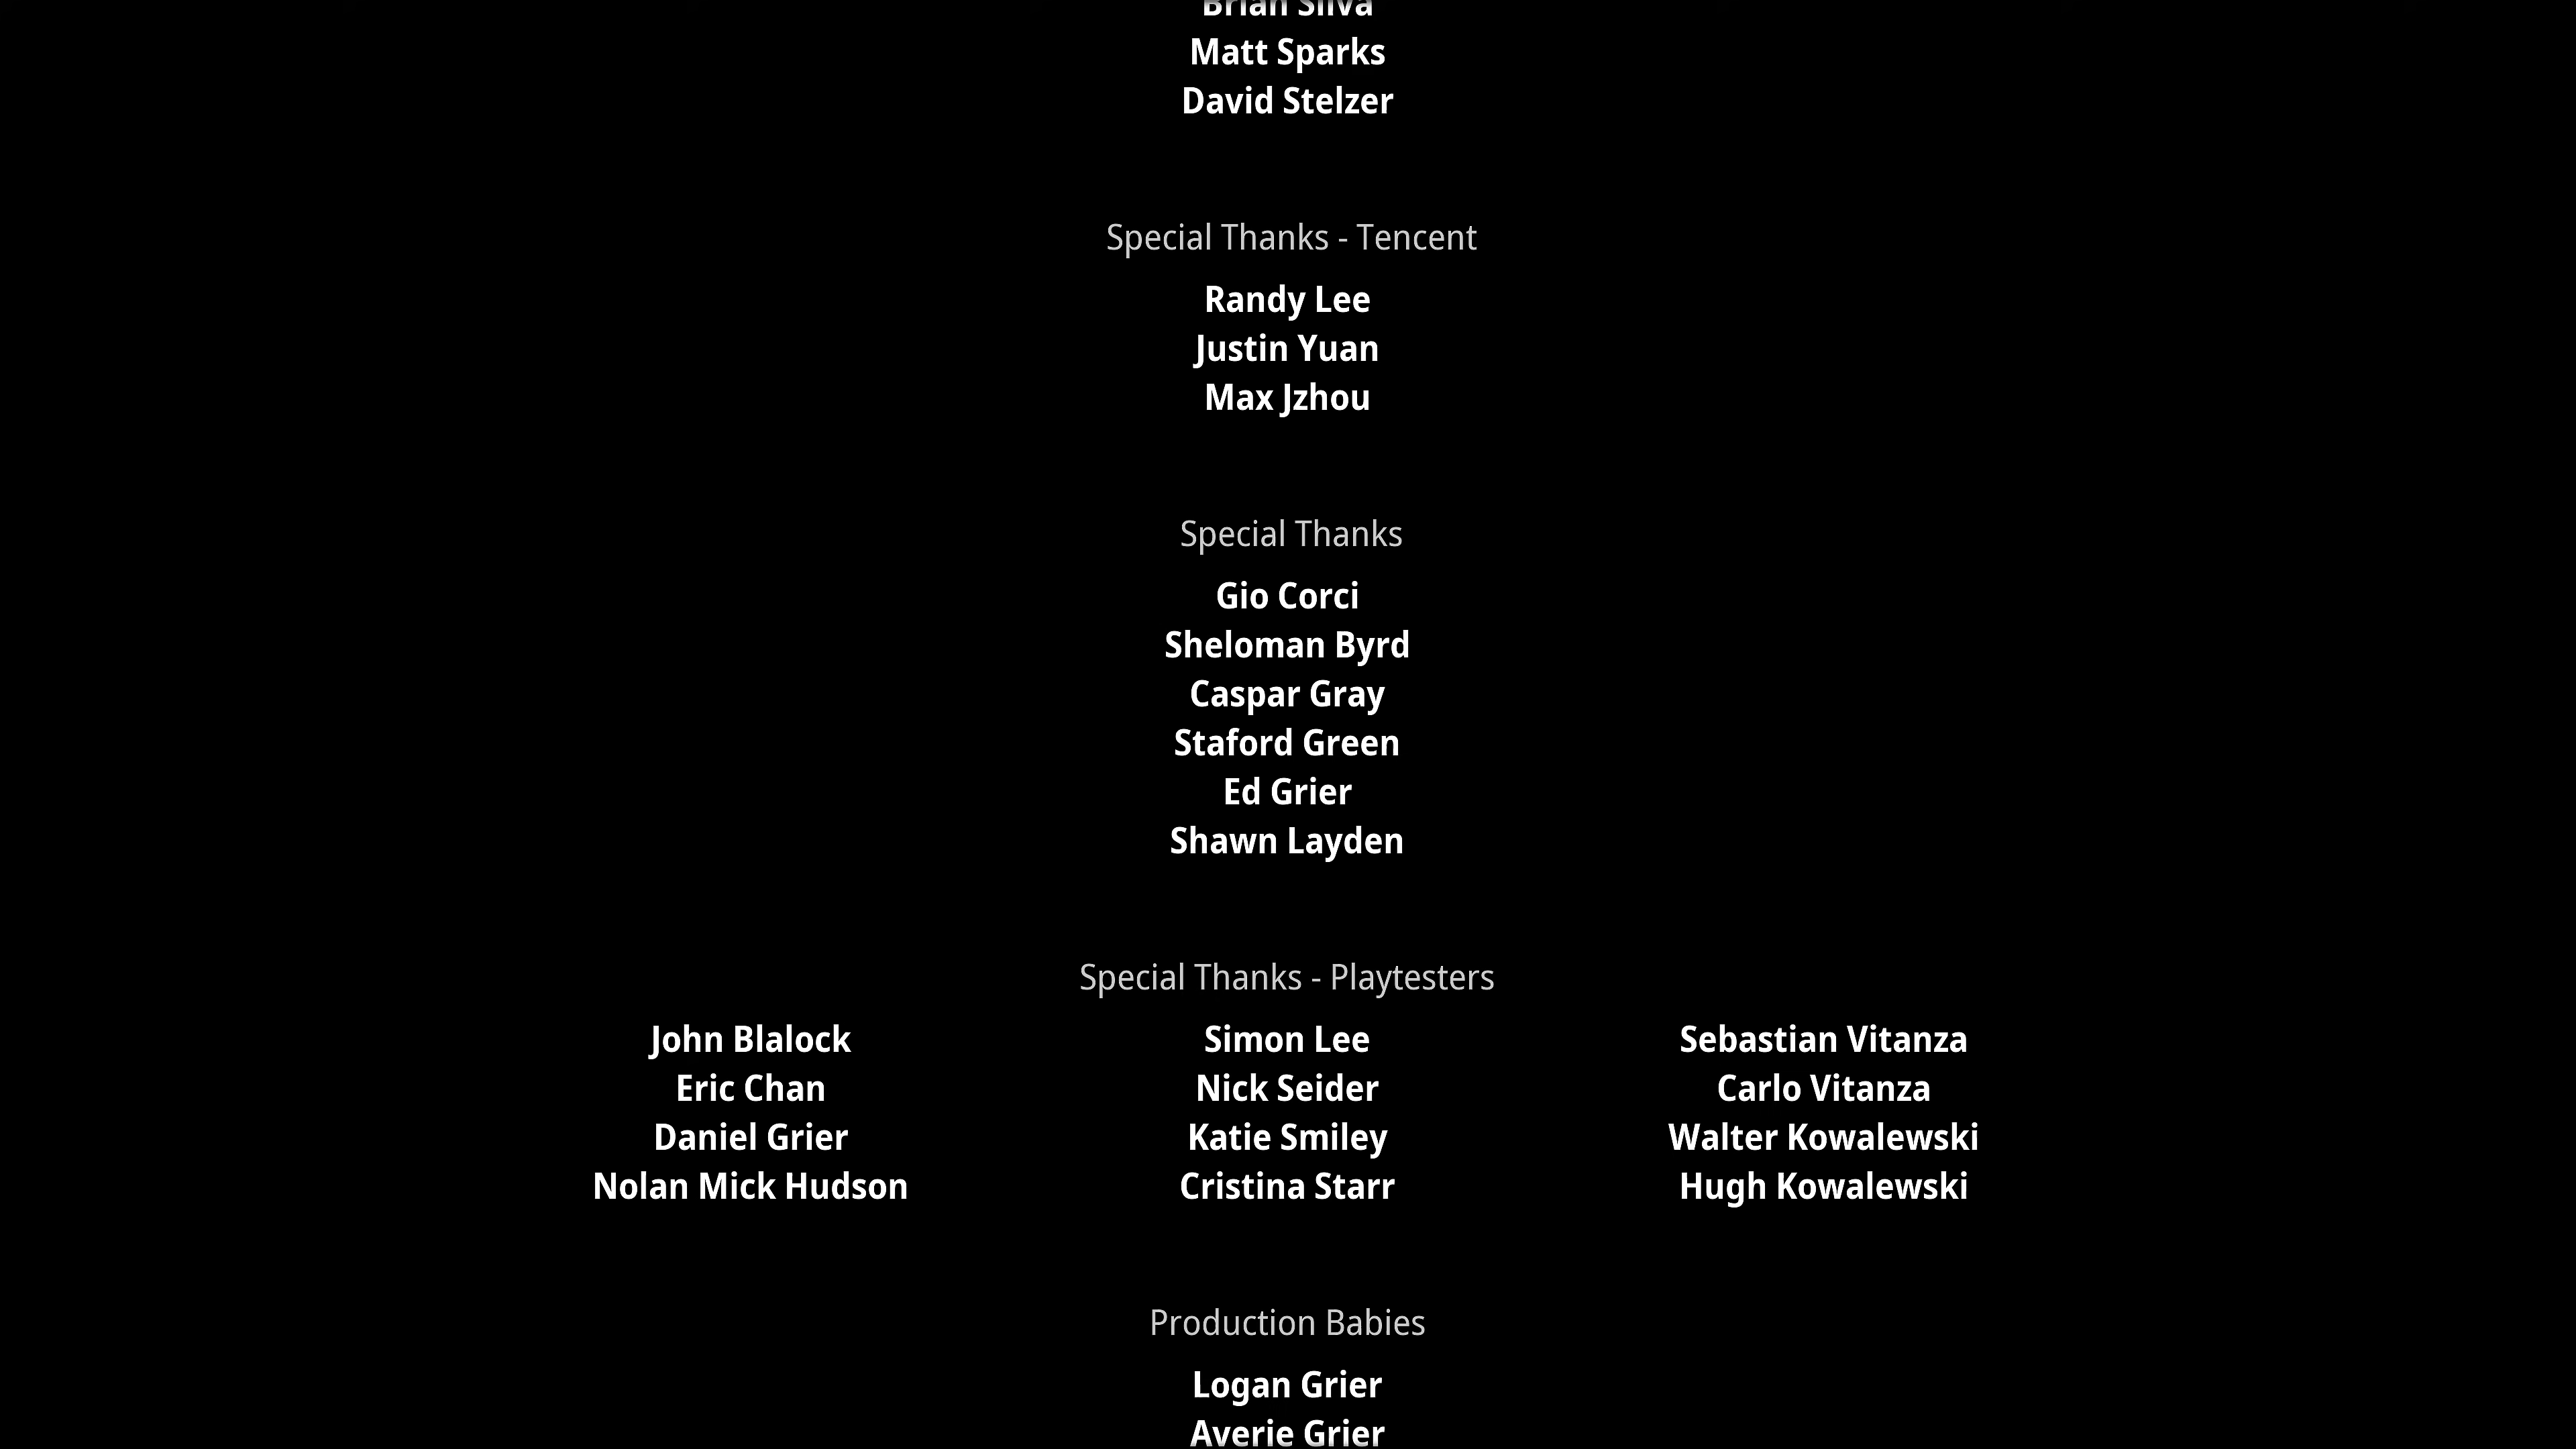 Brian Silva
Matt Sparks
David Stelzer
Special Thanks - Tencent
Randy Lee
Justin Yuan
Max Jzhou
Special Thanks
Gio Corci
Sheloman Byrd
Caspar Gray
Staford Green
Ed Grier
Shawn Layden
Special Thanks - Playtesters
John Blalock
Eric Chan
Daniel Grier
Nolan Mick Hudson
Simon Lee
Nick Seider
Katie Smiley
Cristina Starr
Sebastian Vitanza
Carlo Vitanza
Walter Kowalewski
Hugh Kowalewski
Production Babies
Logan Grier
Averie Grier